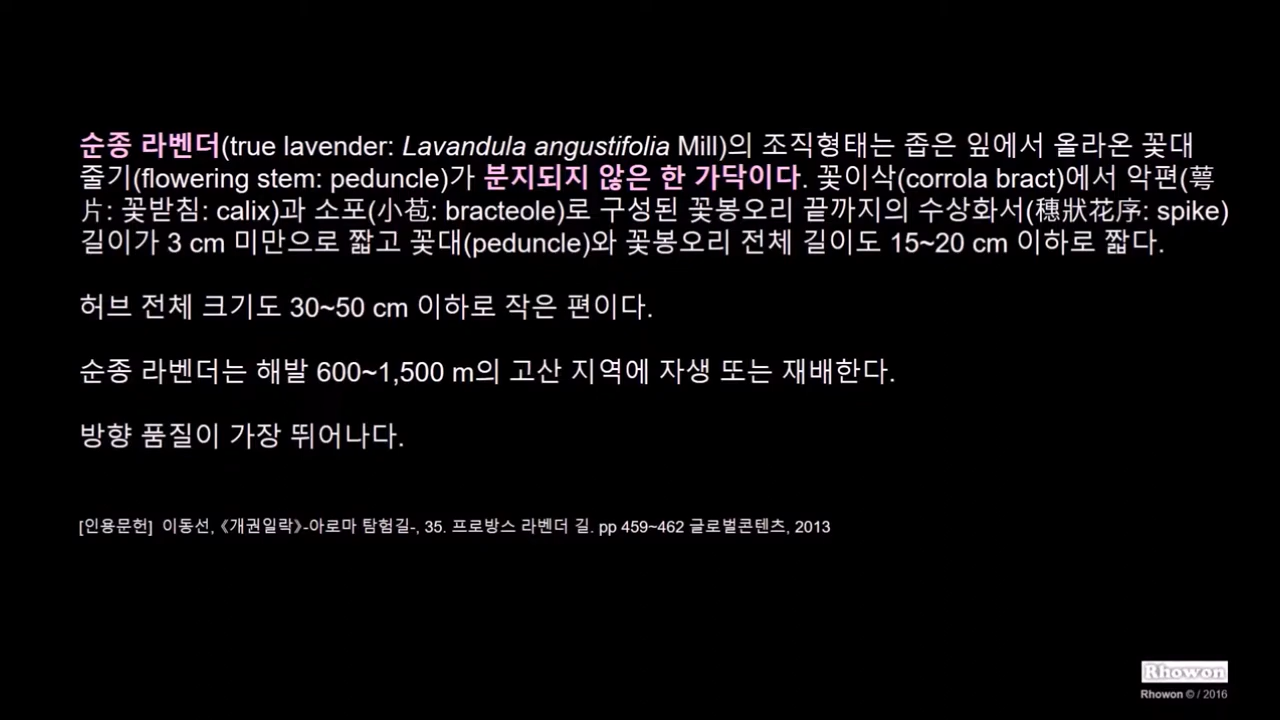 순종 라벤더(true lavender: Lavandula angustifolia Mill)의 조직형태는 좁은 잎에서 올라온 꽃대
줄기(flowering stem: peduncle)가 분지되지 않은 한 가닥이다. 꽃이삭(corrola bract)에서 악편(萼
片: 꽃받침: calix)과 소포(小苞: bracteole)로 구성된 꽃봉오리 끝까지의 수상화서(穗狀花序: spike)
길이가 3 cm 미만으로 짧고 꽃대(peduncle)와 꽃봉오리 전체 길이도 15~20 cm 이하로 짧다.
허브 전체 크기도 30~50 cm 이하로 작은 편이다.
순종 라벤더는 해발 600~1,500 m의 고산 지역에 자생 또는 재배한다.
방향 품질이 가장 뛰어나다.
[인용문헌] 이동선, 《개권일락》-아로마 탐험길-, 35. 프로방스 라벤더 길. pp 459~462 글로벌콘텐츠, 2013
Rhowon
Rhowon © / 2016